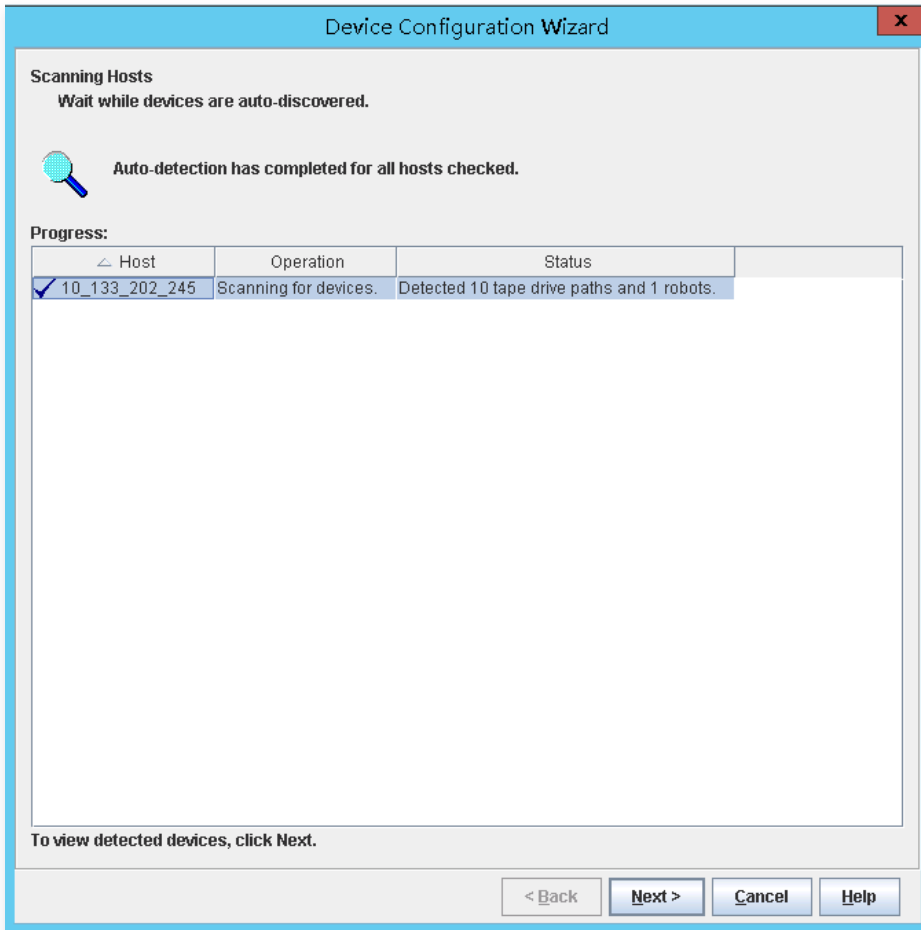 Device Configuration Wizard
x
Scanning Hosts
Wait while devices are auto-discovered.
Auto-detection has completed for all hosts checked.
Progress:
Host Operation Status
10_133_202_245 Scanning for devices. Detected 10 tape drive paths and 1 robots.
To view detected devices, click Next.
< Back Next > Cancel Help